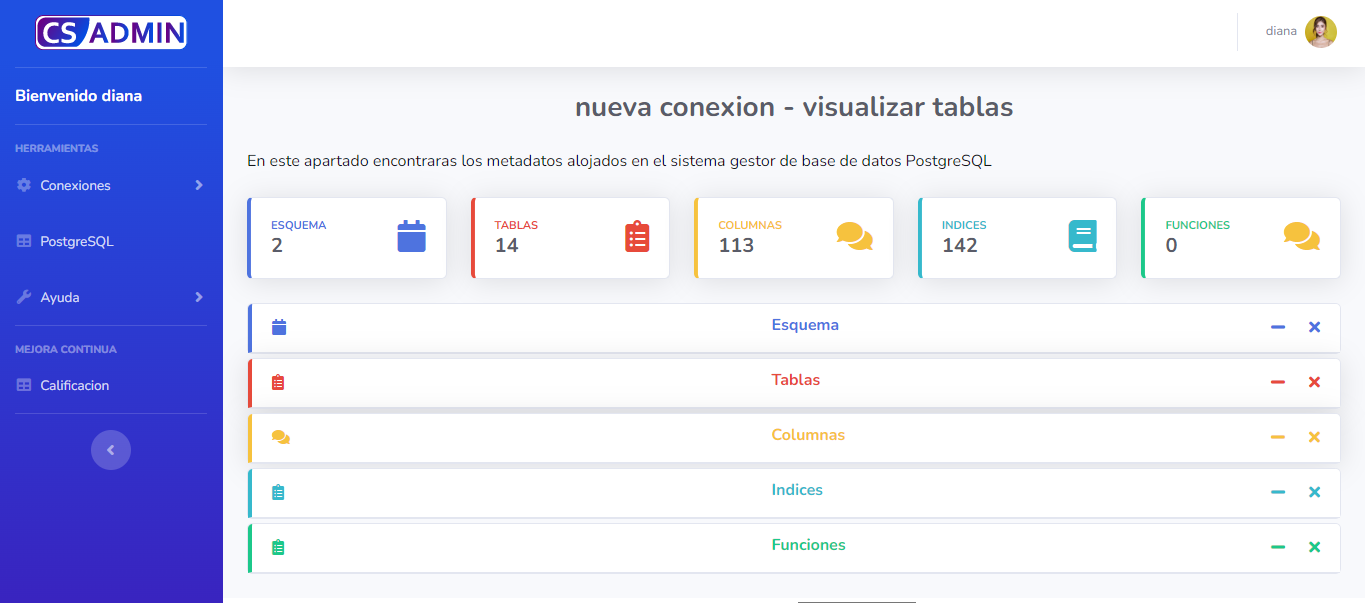 CS ADMIN
diana
Bienvenido diana
HERRAMIENTAS
Conexiones
PostgreSQL
Ayuda
MEJORA CONTINUA
Calificacion
nueva conexion - visualizar tablas
En este apartado encontraras los metadatos alojados en el sistema gestor de base de datos PostgreSQL
ESQUEMA
2
TABLAS
14
COLUMNAS
113
INDICES
142
FUNCIONES
0
Esquema
Tablas
Columnas
Indices
Funciones